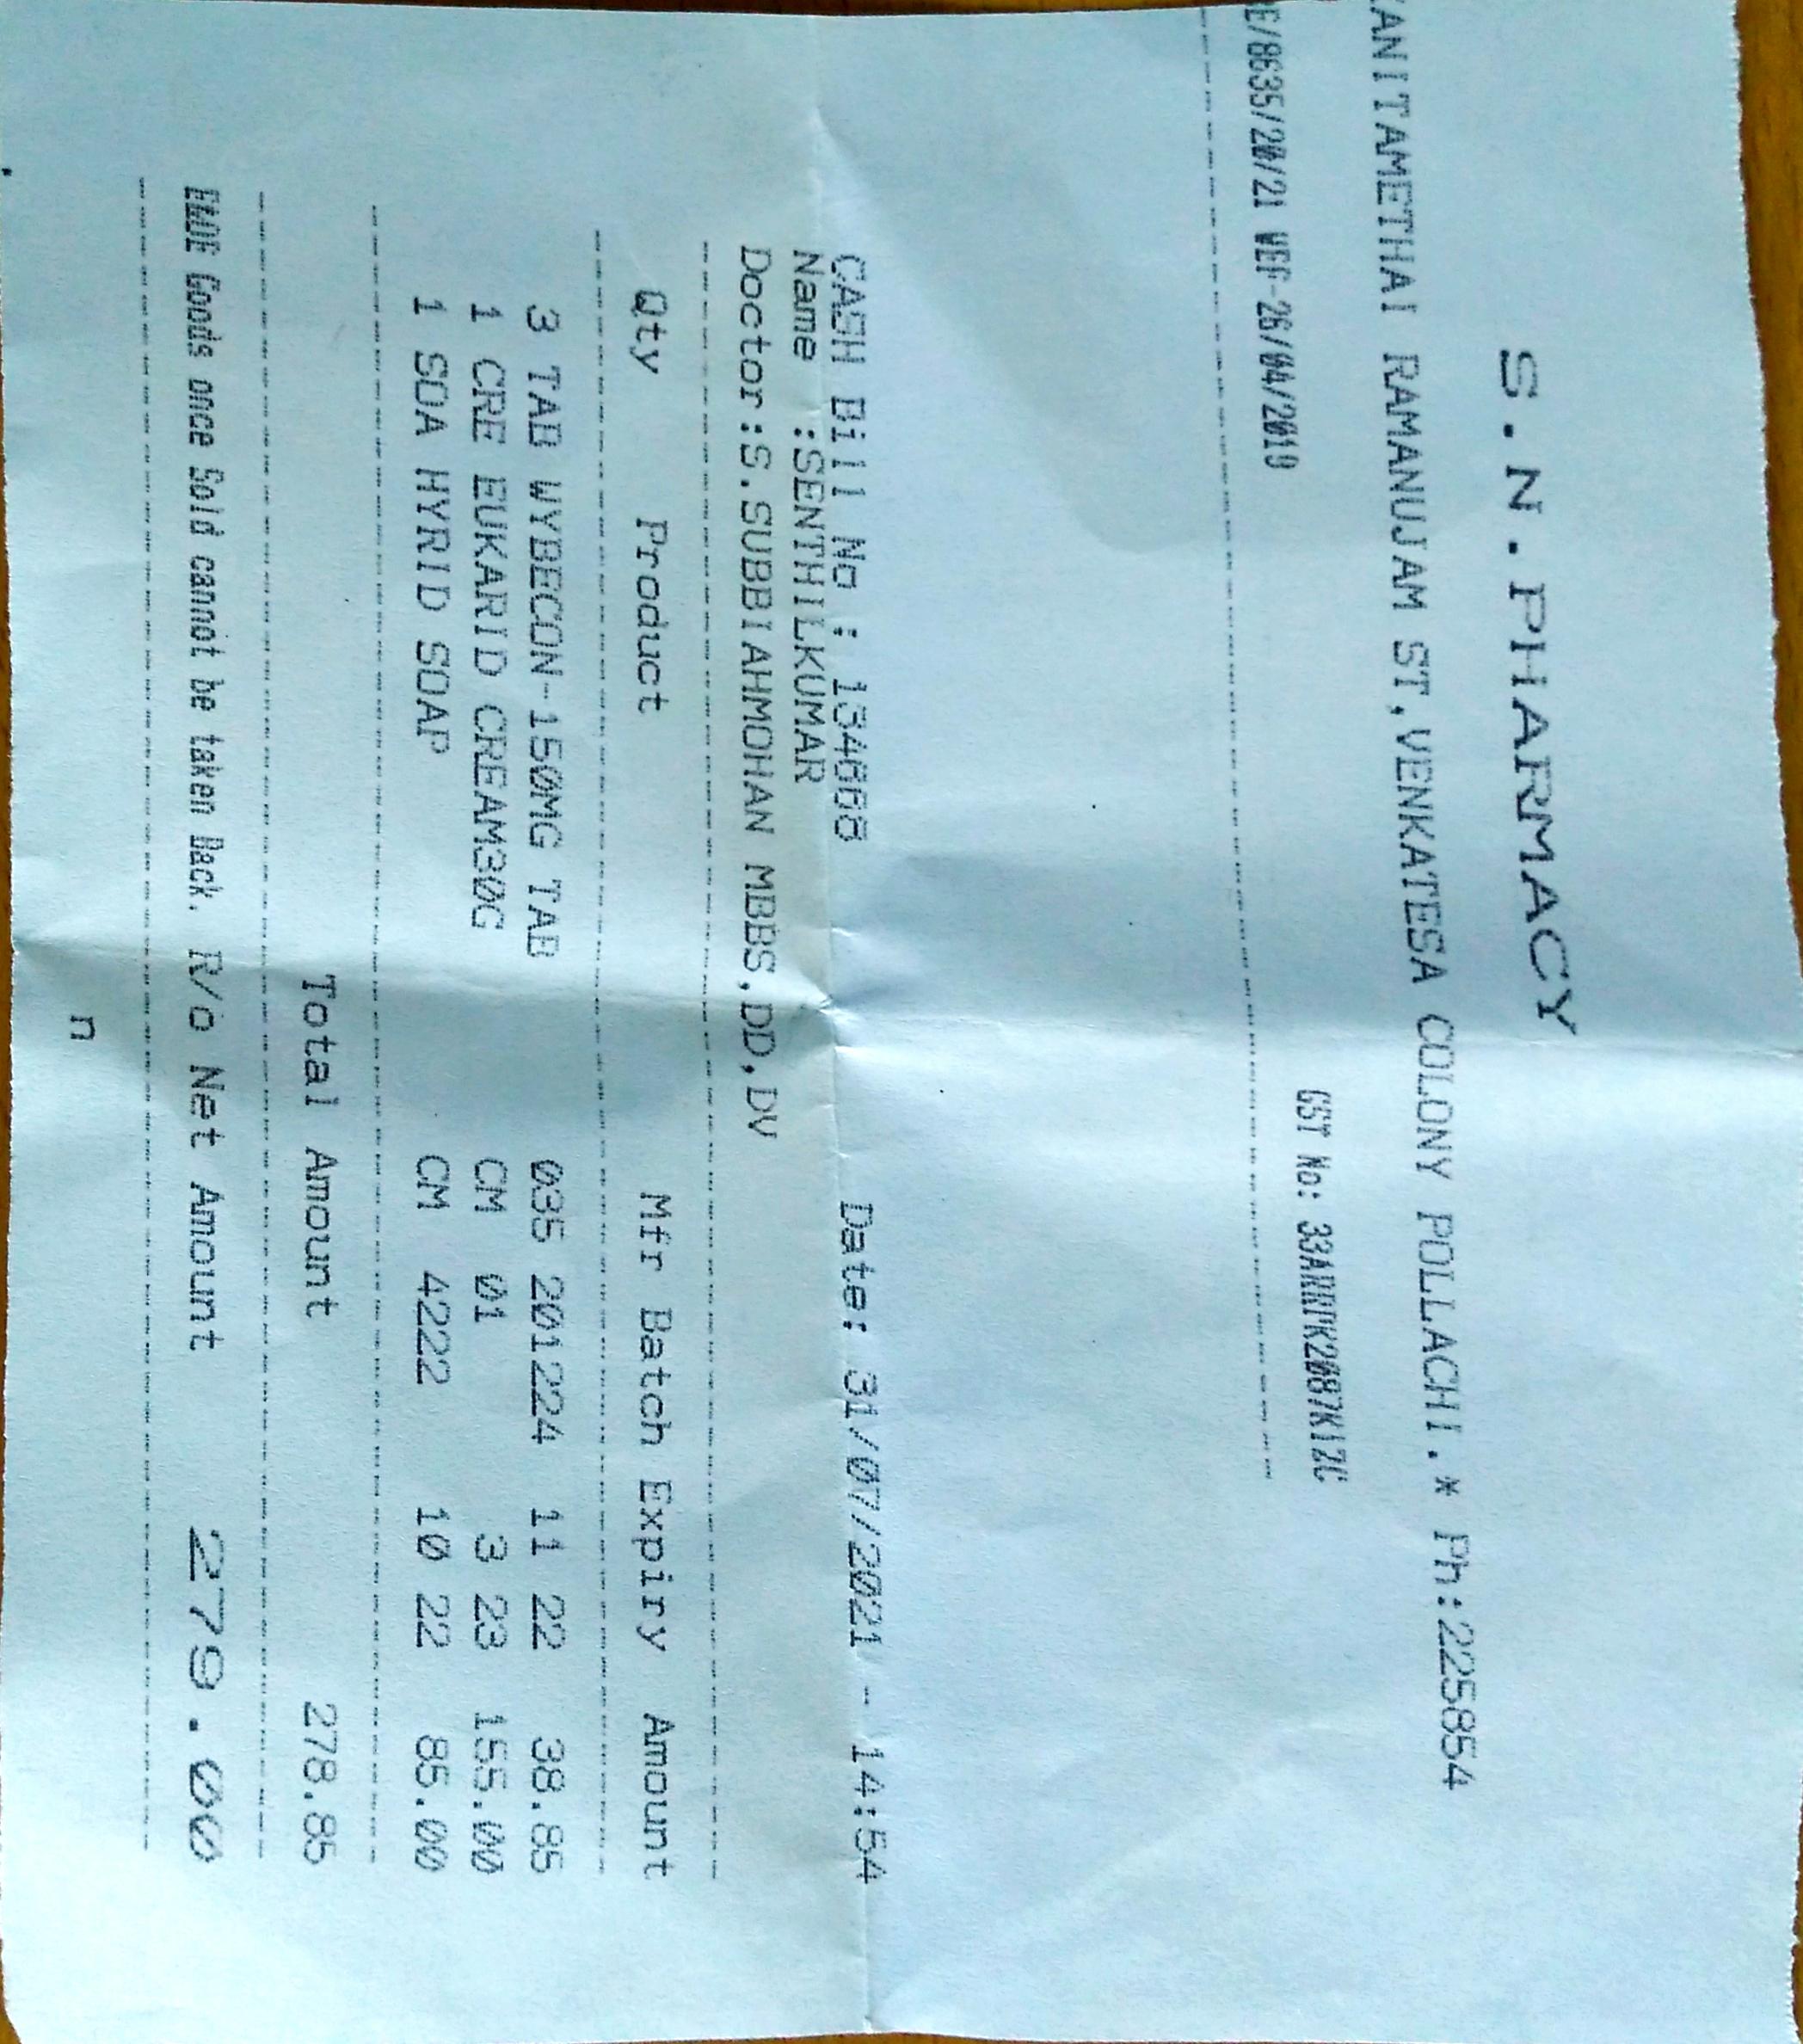 S.N.PHARMACY
KANITAMETHAI RAMANUJAM ST,VENKATESA COLONY POLLACHI.* Ph:225854
GST No:
/8635/20/21 WEF-26/04/2019
CASH Bill No : 134668 Date: 31/07/2021 - 14:54
Name :SENTHILKUMAR
Doctor:S.SUBBIAHMOHAN MBBS,DD,DV
Qty Product Mfr Batch Expiry Amount
3 TAB WYBECON-150MG TAB 035 201224 11 22 38.85
1 CRE EUKARID CREAM30G CM 01 3 23 155.00
1 SOA HYRID SOAP CM 4222 10 22 85.00
Total Amount 278.85
E&OE Goods once Sold cannot be taken Back. R/o Net Amount 279.00
n